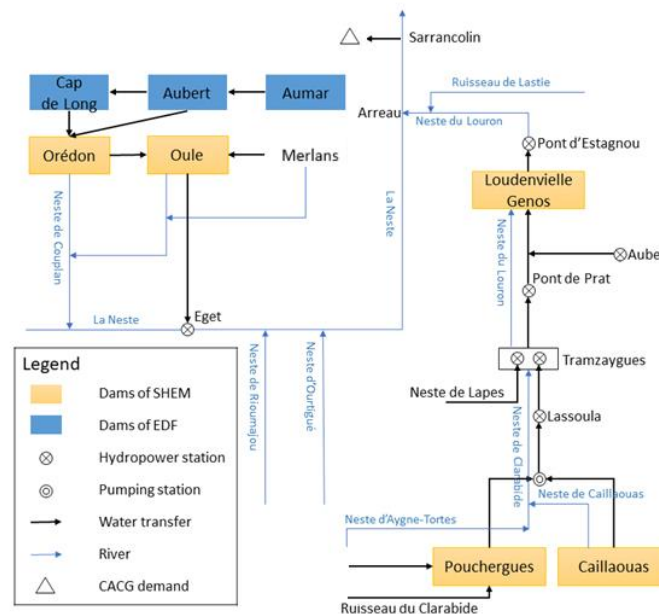 Sarrancolin
Ruisseau de Lastie
Cap
de Long
Aubert
Aumar
Arreau
Neste du Louron
Pont d'Estagnou
Orédon
Oule
Merlans
Loudenvielle
Genos
Neste de Couplan
La Neste
Neste du Louron
Aube
Pont de Prat
La Neste
Eget
Legend
Dams of SHEM
Dams of EDF
Hydropower station
Pumping station
Water transfer
River
CACG demand
Neste de Rioumajou
Neste d'Ourtigué
Tramzaygues
Neste de Lapes
Neste de Clarabide
Lassoula
Neste de Caillaouas
Neste d'Aygne-Tortes
Pouchergues
Caillaouas
Ruisseau du Clarabide